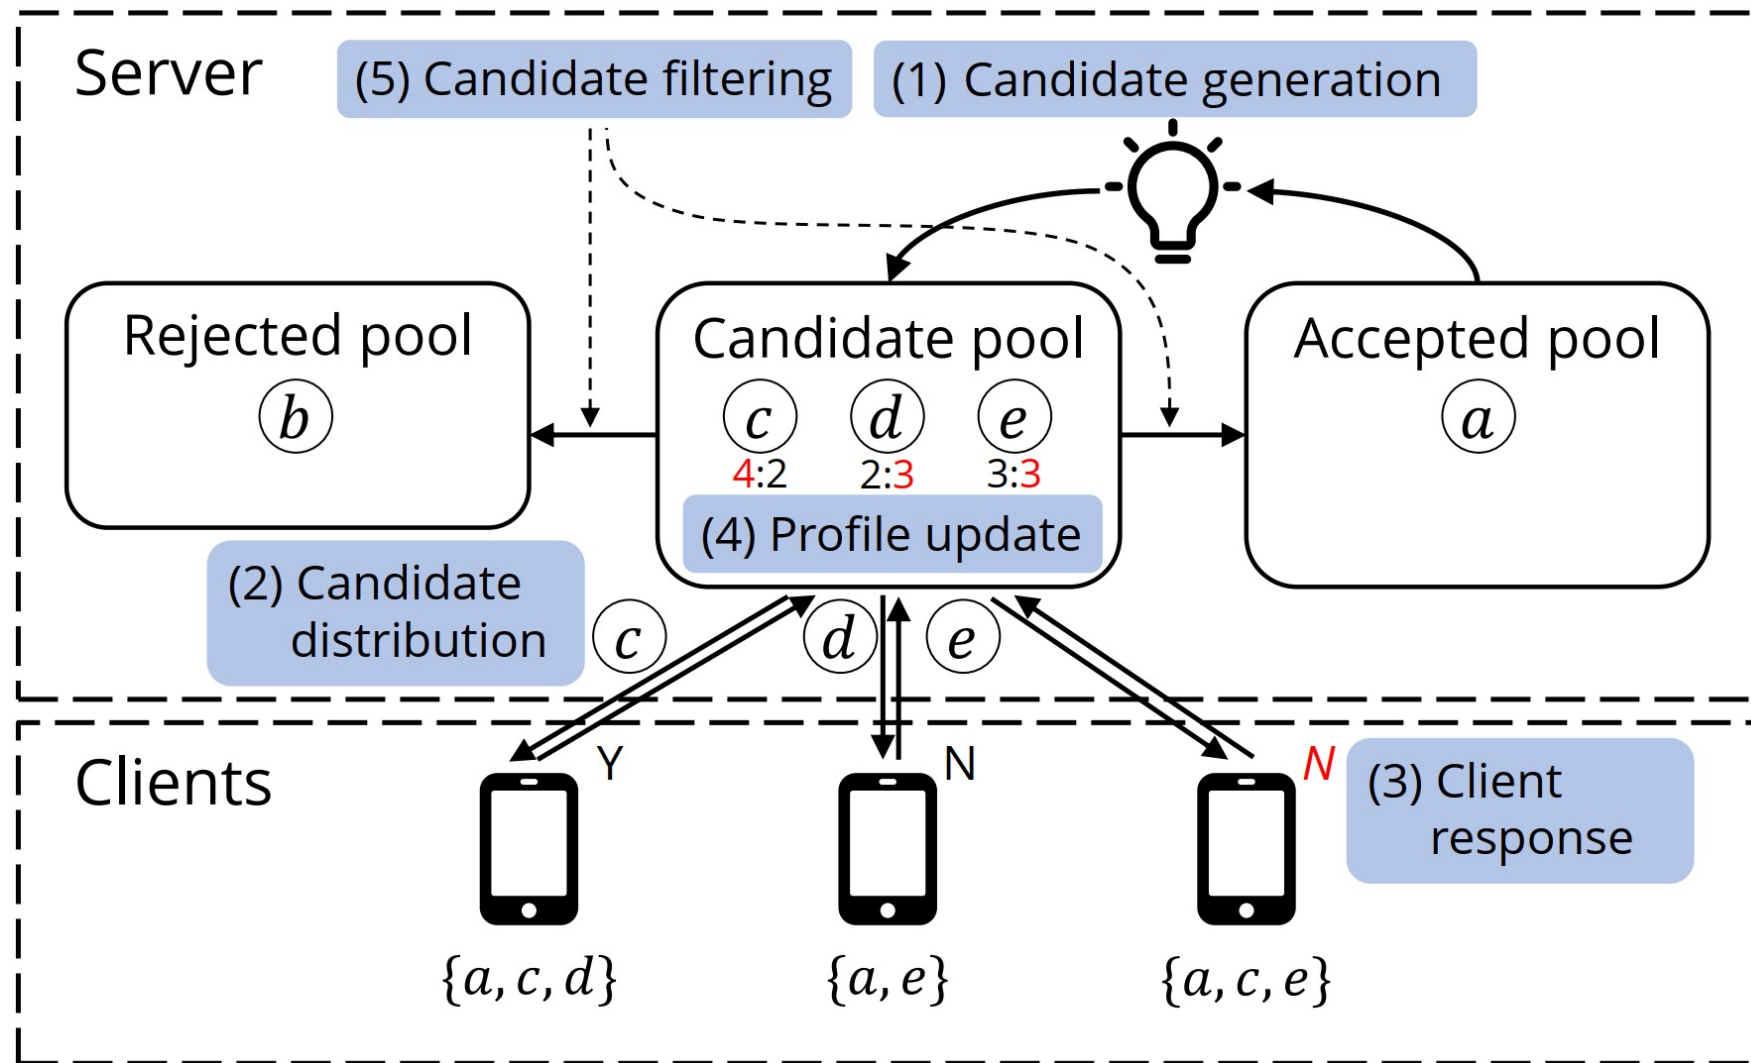 Server
(5) Candidate filtering
(1) Candidate generation
Rejected pool
b
Candidate pool
c d e
4:2 2:3 3:3
(4) Profile update
Accepted pool
a
(2) Candidate
distribution
c
d
e
Clients
Y
N
N
(3) Client
response
{a, c, d}
{a, e}
{a, c, e}